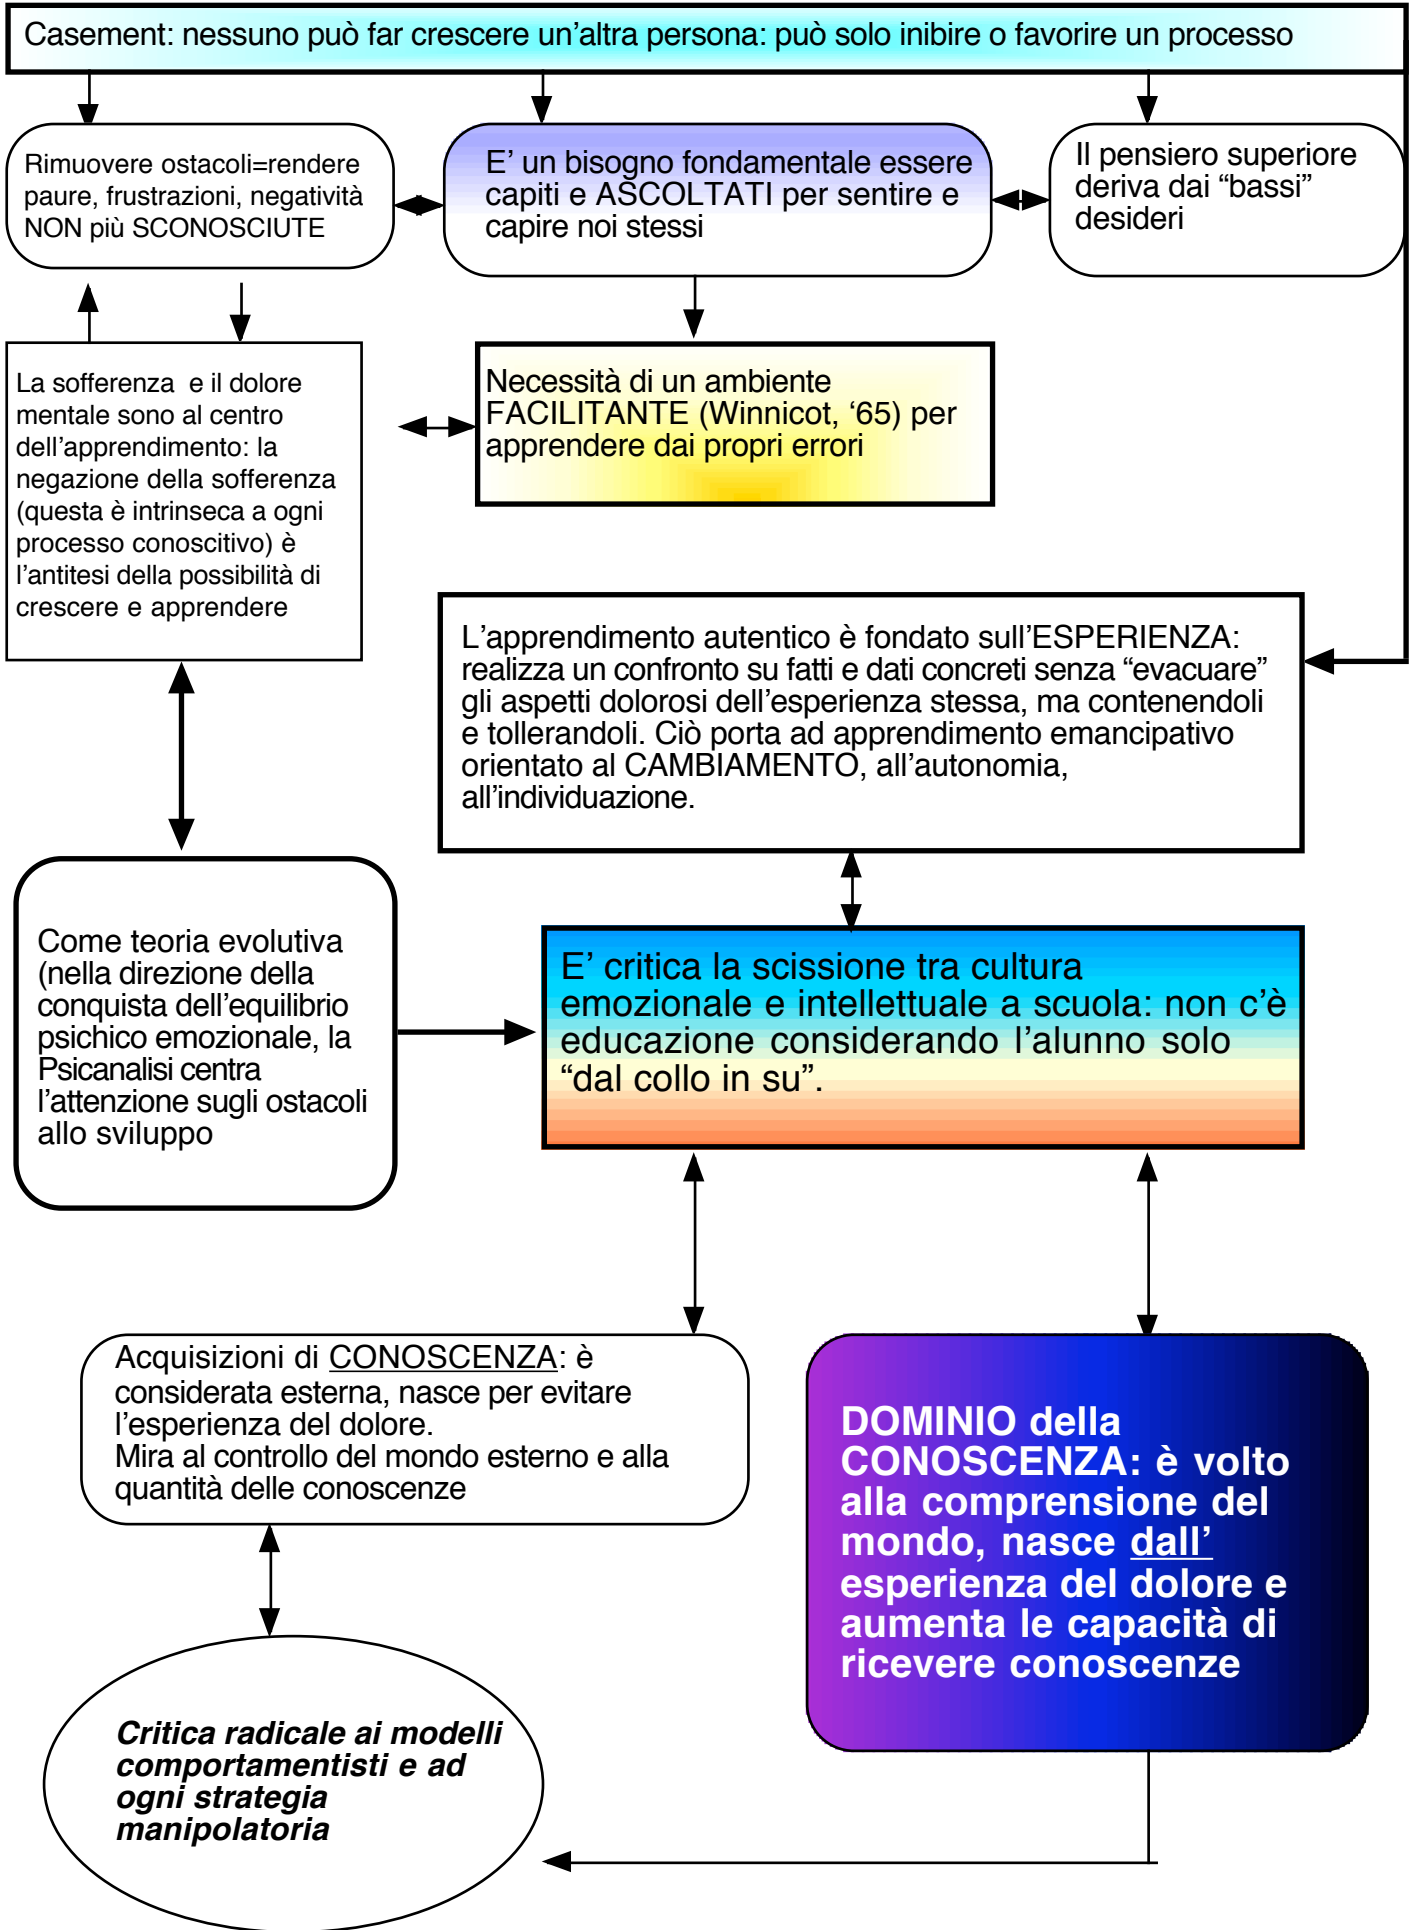 Casement: nessuno può far crescere un’altra persona: può solo inibire o favorire un processo
Rimuovere ostacoli=rendere
paure, frustrazioni, negatività
NON più SCONOSCIUTE
E’ un bisogno fondamentale essere
capiti e ASCOLTATI per sentire e
capire noi stessi
Il pensiero superiore
deriva dai “bassi”
desideri
La sofferenza e il dolore
mentale sono al centro
dell’apprendimento: la
negazione della sofferenza
(questa è intrinseca a ogni
processo conoscitivo) è
l’antitesi della possibilità di
crescere e apprendere
Necessità di un ambiente
FACILITANTE (Winnicot, ‘65) per
apprendere dai propri errori
L’apprendimento autentico è fondato sull’ESPERIENZA:
realizza un confronto su fatti e dati concreti senza “evacuare”
gli aspetti dolorosi dell’esperienza stessa, ma contenendoli
e tollerandoli. Ciò porta ad apprendimento emancipativo
orientato al CAMBIAMENTO, all’autonomia,
all’individuazione.
Come teoria evolutiva
(nella direzione della
conquista dell’equilibrio
psichico emozionale, la
Psicanalisi centra
l’attenzione sugli ostacoli
allo sviluppo
E’ critica la scissione tra cultura
emozionale e intellettuale a scuola: non c’è
educazione considerando l’alunno solo
“dal collo in su”.
Acquisizioni di CONOSCENZA: è
considerata esterna, nasce per evitare
l’esperienza del dolore.
Mira al controllo del mondo esterno e alla
quantità delle conoscenze
DOMINIO della
CONOSCENZA: è volto
alla comprensione del
mondo, nasce dall’
esperienza del dolore e
aumenta le capacità di
ricevere conoscenze
Critica radicale ai modelli
comportamentisti e ad
ogni strategia
manipolatoria